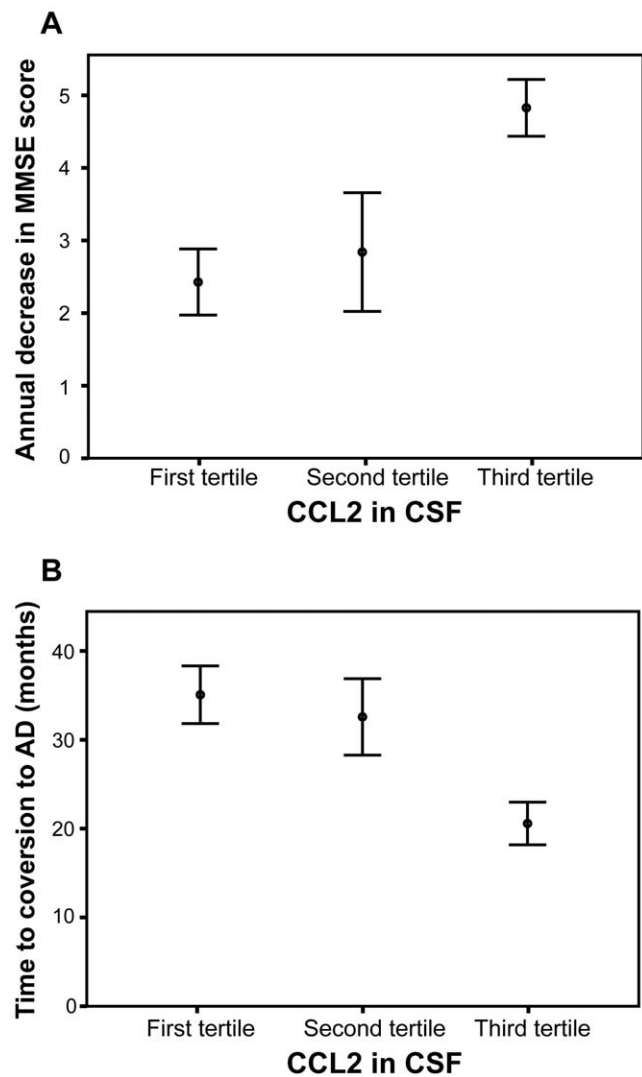 A
Annual decrease in MMSE score
5
4
3
2
1
0
First tertile Second tertile Third tertile
CCL2 in CSF
B
Time to coversion to AD (months)
40
30
20
10
0
First tertile Second tertile Third tertile
CCL2 in CSF